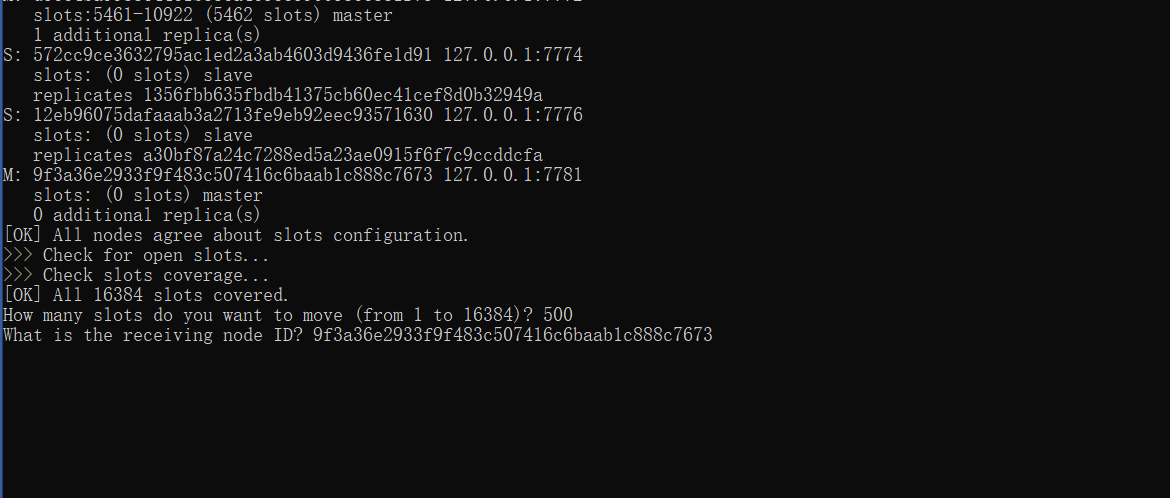 slots:5461-10922 (5462 slots) master
1 additional replica(s)
S: 572cc9ce3632795ac1ed2a3ab4603d9436fe1d91 127.0.0.1:7774
slots: (0 slots) slave
replicates 1356fbb635fbdb41375cb60ec41cef8d0b32949a
S: 12eb96075dafaaab3a2713fe9eb92eec93571630 127.0.0.1:7776
slots: (0 slots) slave
replicates a30bf87a24c7288ed5a23ae0915f6f7c9ccddcfa
M: 9f3a36e2933f9f483c507416c6baab1c888c7673 127.0.0.1:7781
slots: (0 slots) master
0 additional replica(s)
[OK] All nodes agree about slots configuration.
>>> Check for open slots...
>>> Check slots coverage...
[OK] All 16384 slots covered.
How many slots do you want to move (from 1 to 16384)? 500
What is the receiving node ID? 9f3a36e2933f9f483c507416c6baab1c888c7673